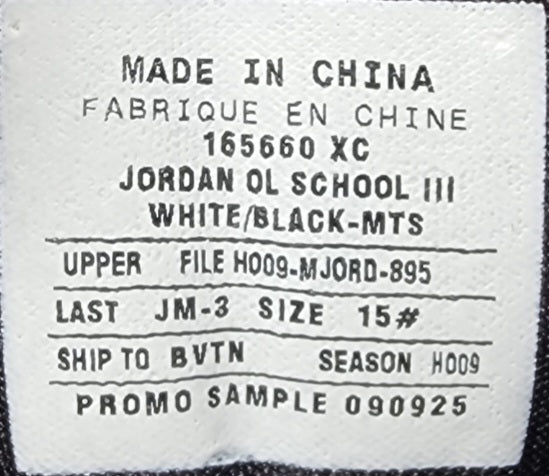 MADE IN CHINA
FABRIQUE EN CHINE
165660 XC
JORDAN OL SCHOOL III
WHITE/BLACK-MTS
UPPER FILE H009-MJORD-895
LAST JM-3 SIZE 15#
SHIP TO BVTN SEASON H009
PROMO SAMPLE 090925